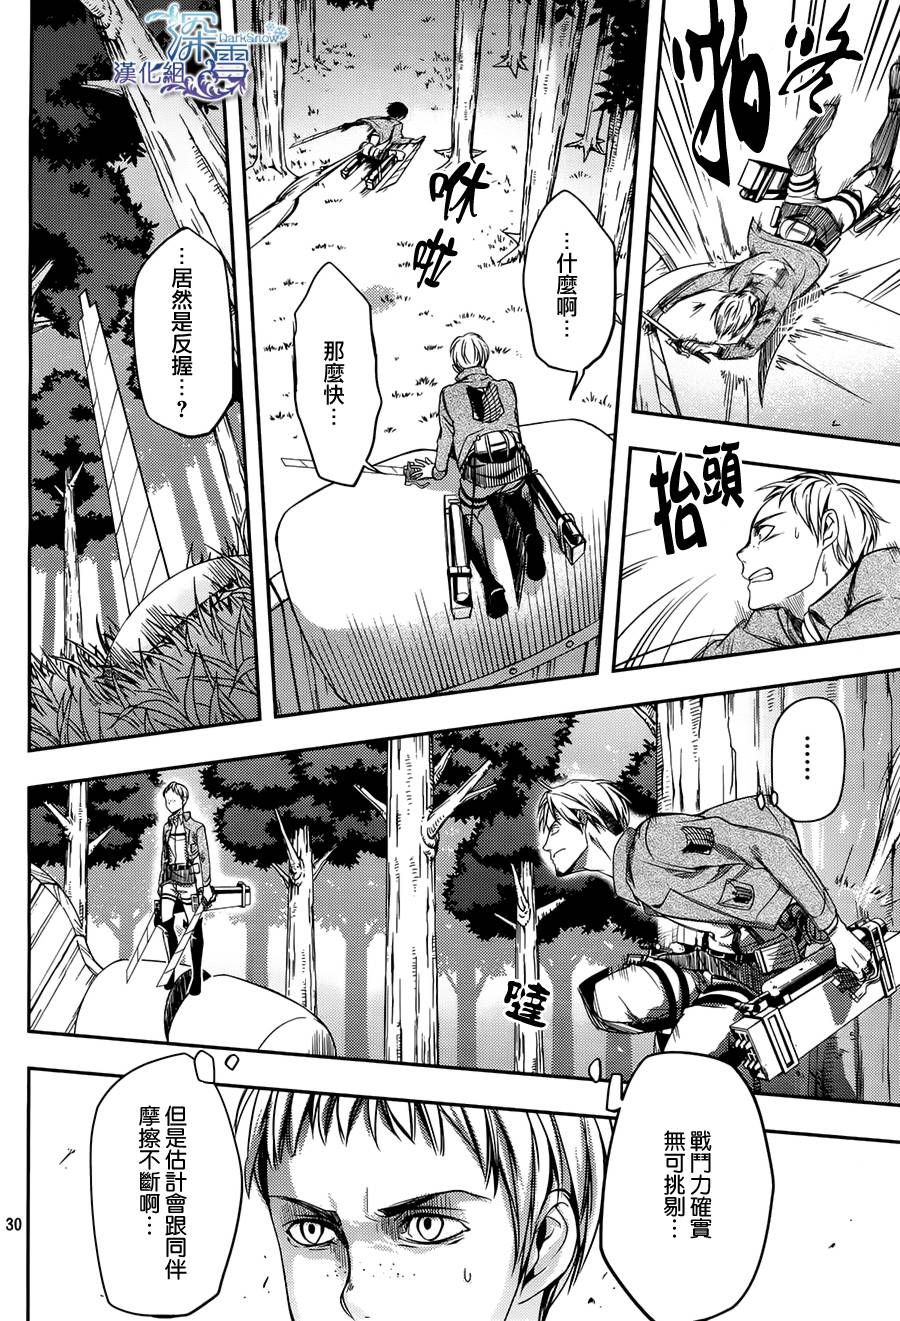 咚
啪
抬頭
…什麼啊…
那麼快…
咻
啦
深雪
DarkSnow
漢化組
…居然是反握…?
……
噠
戰鬥力確實
無可挑剔…
但是估計會跟同伴
摩擦不斷啊…
30